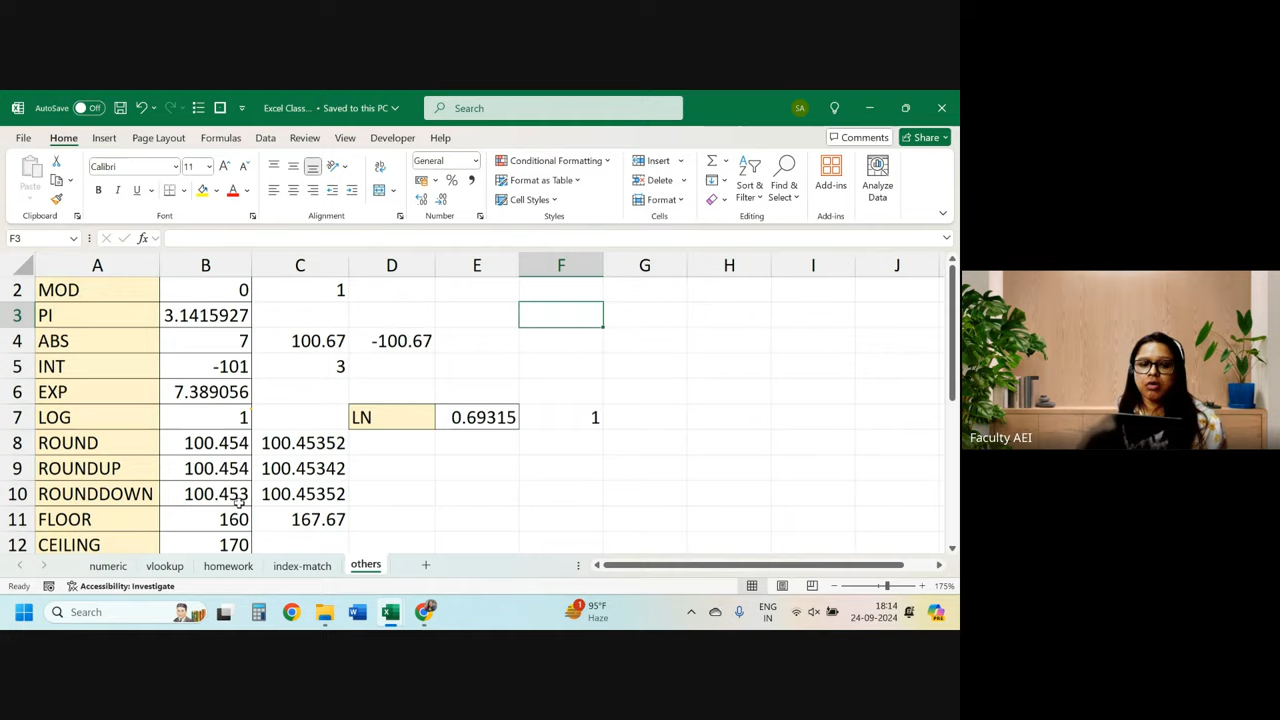 AutoSave Off Excel Class... • Saved to this PC Search SA
File Home Insert Page Layout Formulas Data Review View Developer Help Comments Share
Paste Calibri 11 B I U A General % Conditional Formatting Format as Table Cell Styles Insert Delete Format Sort & Filter Find & Select Add-ins Analyze Data
Clipboard Font Alignment Number Styles Cells Editing Add-ins
F3 fx
A B C D E F G H I J
2 MOD 0 1
3 PI 3.1415927
4 ABS 7 100.67 -100.67
5 INT -101 3
6 EXP 7.389056
7 LOG 1 LN 0.69315 1
8 ROUND 100.454 100.45352
9 ROUNDUP 100.454 100.45342
10 ROUNDDOWN 100.453 100.45352
11 FLOOR 160 167.67
12 CEILING 170
numeric vlookup homework index-match others
Ready Accessibility: Investigate 175%
Search 1 95°F Haze ENG IN 18:14 24-09-2024
Faculty AEI